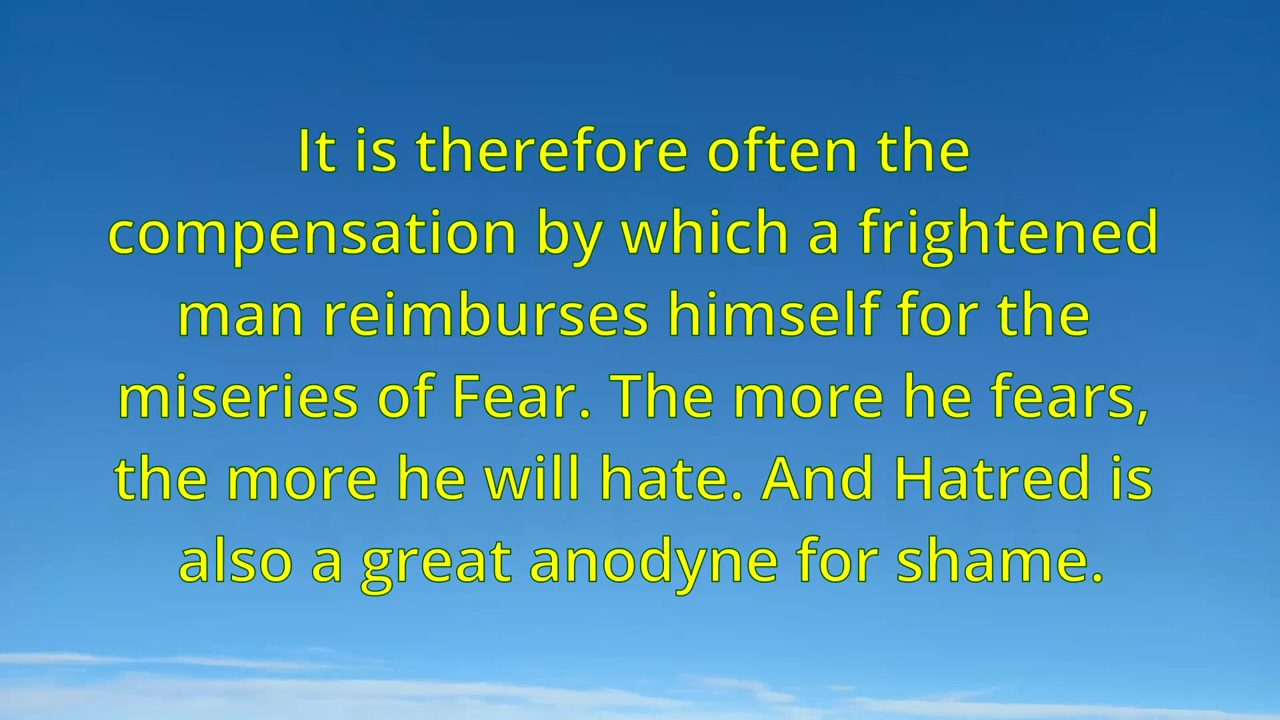 It is therefore often the
compensation by which a frightened
man reimburses himself for the
miseries of Fear. The more he fears,
the more he will hate. And Hatred is
also a great anodyne for shame.